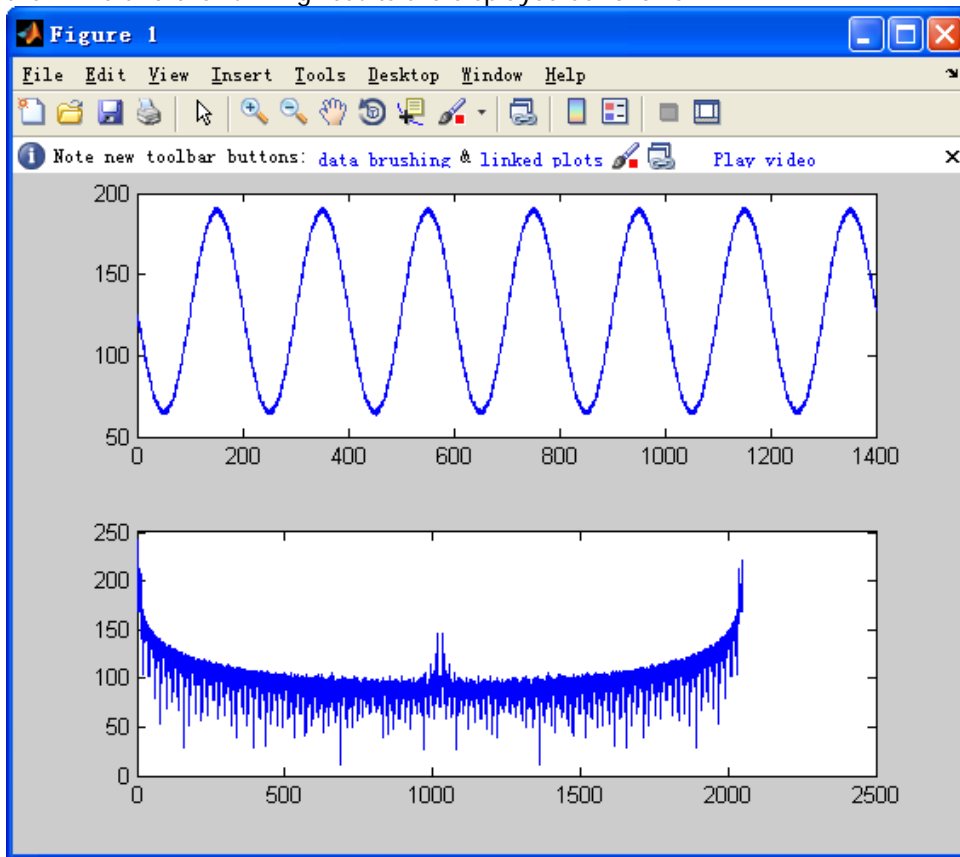 Figure 1
File Edit View Insert Tools Desktop Window Help
Note new toolbar buttons: data brushing & linked plots Play video
200
150
100
50
0 200 400 600 800 1000 1200 1400
250
200
150
100
50
0
0 500 1000 1500 2000 2500